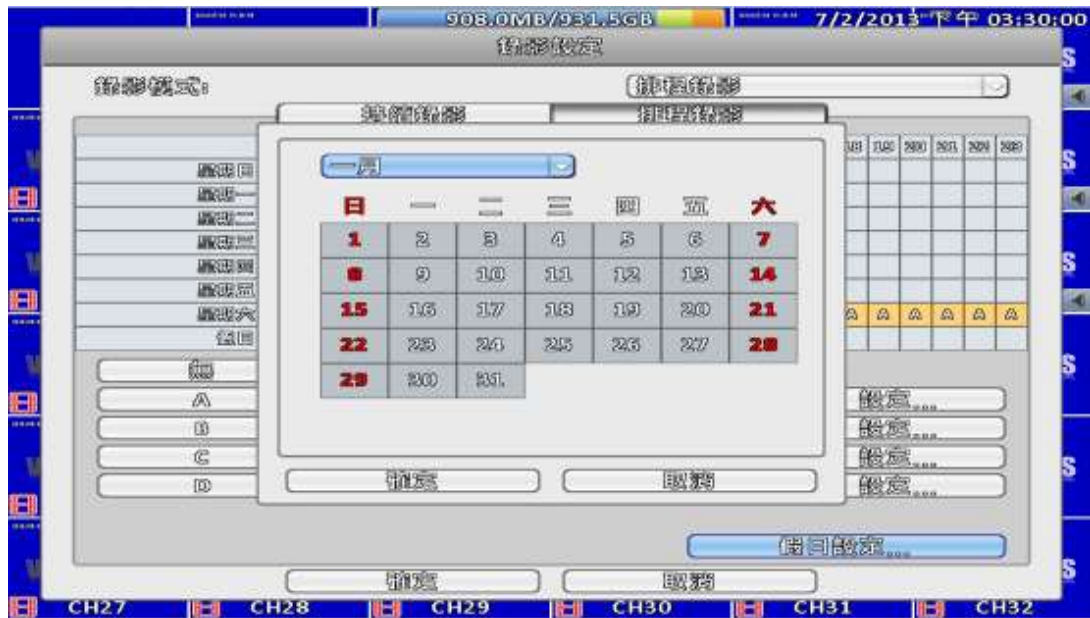 908.0MB/931.5GB
7/2/2013 下午 03:30:00
錄影設定
錄影模式:
排程錄影
持續錄影
排程錄影
一月
日 一 二 三 四 五 六
1 2 3 4 5 6 7
8 9 10 11 12 13 14
15 16 17 18 19 20 21
22 23 24 25 26 27 28
29 30 31
確定
取消
星期日
星期一
星期二
星期三
星期四
星期五
星期六
A A A A A A
假日
無
A
設定...
B
設定...
C
設定...
D
設定...
假日設定...
確定
取消
CH27 CH28 CH29 CH30 CH31 CH32